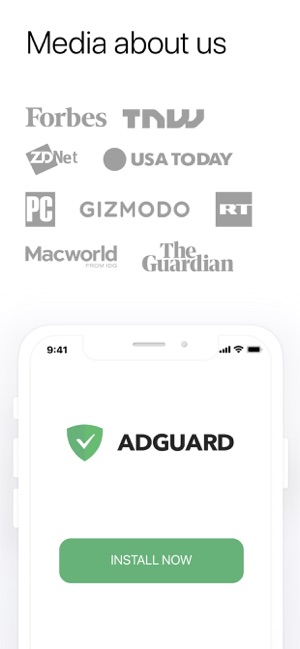 Media about us
Forbes TNW
ZDNet USA TODAY
PC GIZMODO RT
Macworld The
FROM IDG Guardian
9:41
ADGUARD
INSTALL NOW